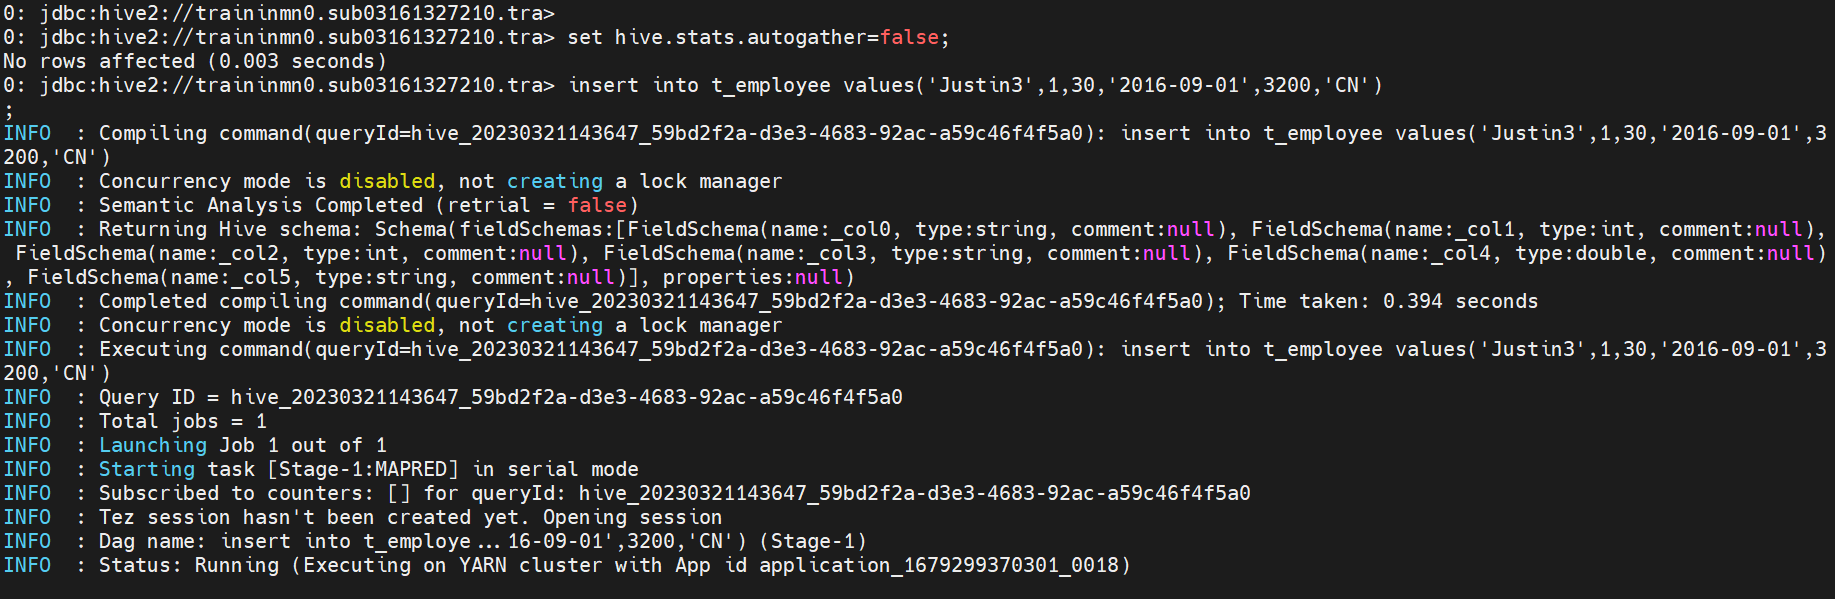 0: jdbc:hive2://traininmn0.sub03161327210.tra>
0: jdbc:hive2://traininmn0.sub03161327210.tra> set hive.stats.autogather=false;
No rows affected (0.003 seconds)
0: jdbc:hive2://traininmn0.sub03161327210.tra> insert into t_employee values('Justin3',1,30,'2016-09-01',3200,'CN')
;
INFO  : Compiling command(queryId=hive_20230321143647_59bd2f2a-d3e3-4683-92ac-a59c46f4f5a0): insert into t_employee values('Justin3',1,30,'2016-09-01',3
200,'CN')
INFO  : Concurrency mode is disabled, not creating a lock manager
INFO  : Semantic Analysis Completed (retrial = false)
INFO  : Returning Hive schema: Schema(fieldSchemas:[FieldSchema(name:_col0, type:string, comment:null), FieldSchema(name:_col1, type:int, comment:null),
 FieldSchema(name:_col2, type:int, comment:null), FieldSchema(name:_col3, type:string, comment:null), FieldSchema(name:_col4, type:double, comment:null)
, FieldSchema(name:_col5, type:string, comment:null)], properties:null)
INFO  : Completed compiling command(queryId=hive_20230321143647_59bd2f2a-d3e3-4683-92ac-a59c46f4f5a0); Time taken: 0.394 seconds
INFO  : Concurrency mode is disabled, not creating a lock manager
INFO  : Executing command(queryId=hive_20230321143647_59bd2f2a-d3e3-4683-92ac-a59c46f4f5a0): insert into t_employee values('Justin3',1,30,'2016-09-01',3
200,'CN')
INFO  : Query ID = hive_20230321143647_59bd2f2a-d3e3-4683-92ac-a59c46f4f5a0
INFO  : Total jobs = 1
INFO  : Launching Job 1 out of 1
INFO  : Starting task [Stage-1:MAPRED] in serial mode
INFO  : Subscribed to counters: [] for queryId: hive_20230321143647_59bd2f2a-d3e3-4683-92ac-a59c46f4f5a0
INFO  : Tez session hasn't been created yet. Opening session
INFO  : Dag name: insert into t_employe...16-09-01',3200,'CN') (Stage-1)
INFO  : Status: Running (Executing on YARN cluster with App id application_1679299370301_0018)